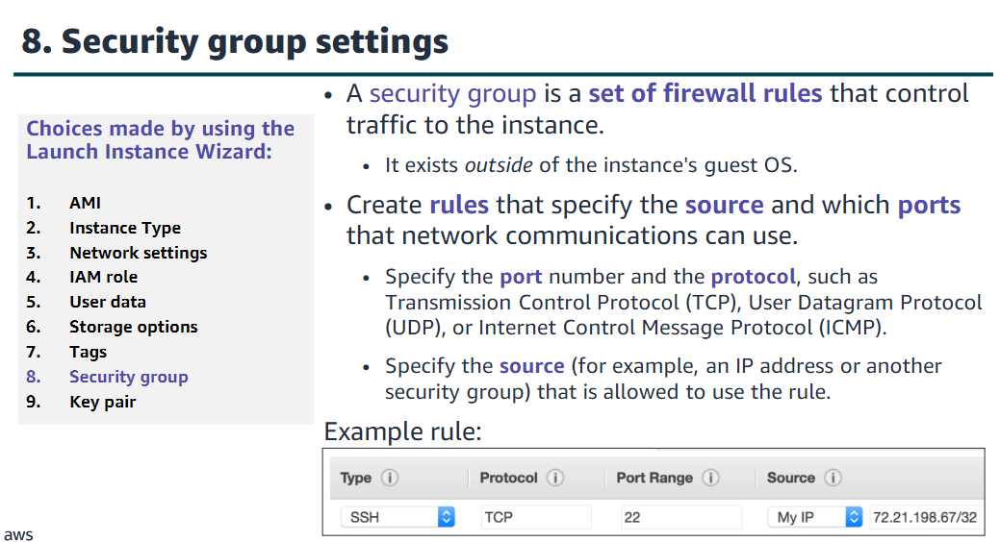 8. Security group settings
Choices made by using the
Launch Instance Wizard:
1. AMI
2. Instance Type
3. Network settings
4. IAM role
5. User data
6. Storage options
7. Tags
8. Security group
9. Key pair
• A security group is a set of firewall rules that control
traffic to the instance.
• It exists outside of the instance's guest OS.
• Create rules that specify the source and which ports
that network communications can use.
• Specify the port number and the protocol, such as
Transmission Control Protocol (TCP), User Datagram Protocol
(UDP), or Internet Control Message Protocol (ICMP).
• Specify the source (for example, an IP address or another
security group) that is allowed to use the rule.
Example rule:
Type i Protocol i Port Range i Source i
SSH TCP 22 My IP 72.21.198.67/32
aws